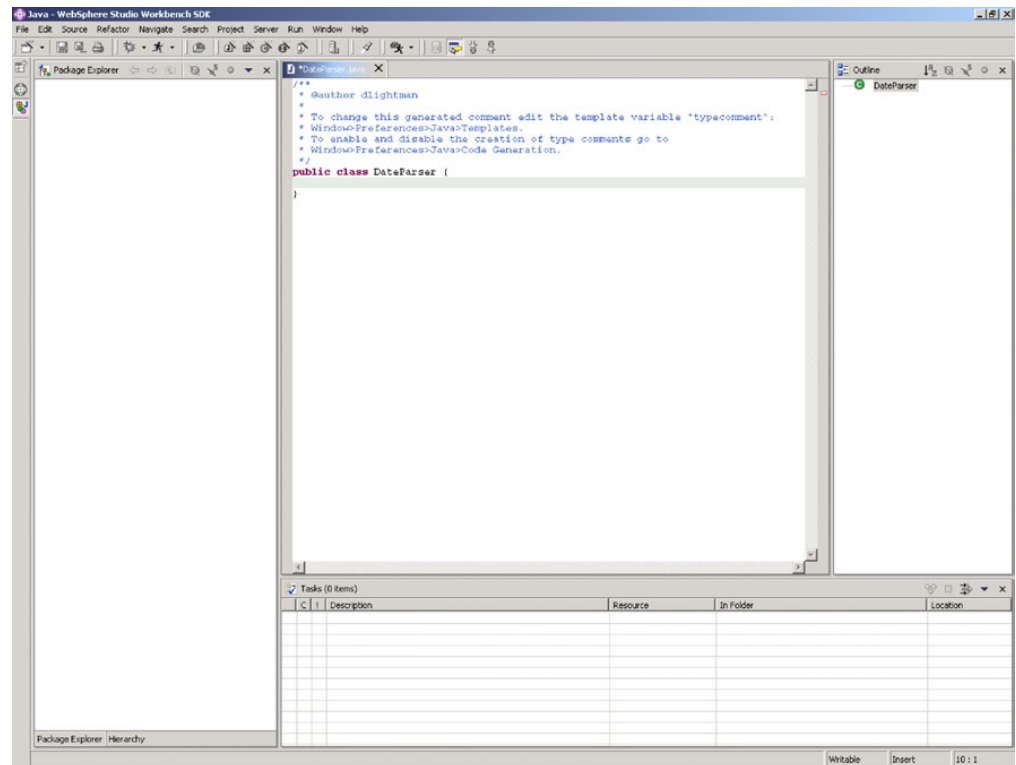 Java - WebSphere Studio Workbench SDK
File Edit Source Refactor Navigate Search Project Server Run Window Help
Package Explorer
*DateParser.java
Outline
DateParser
/**
* @author dlightman
*
* To change this generated comment edit the template variable "typecomment":
* Window>Preferences>Java>Templates.
* To enable and disable the creation of type comments go to
* Window>Preferences>Java>Code Generation.
*/
public class DateParser {
}
Tasks (0 items)
C ! Description Resource In Folder Location
Package Explorer Hierarchy
Writable Insert 10 : 1